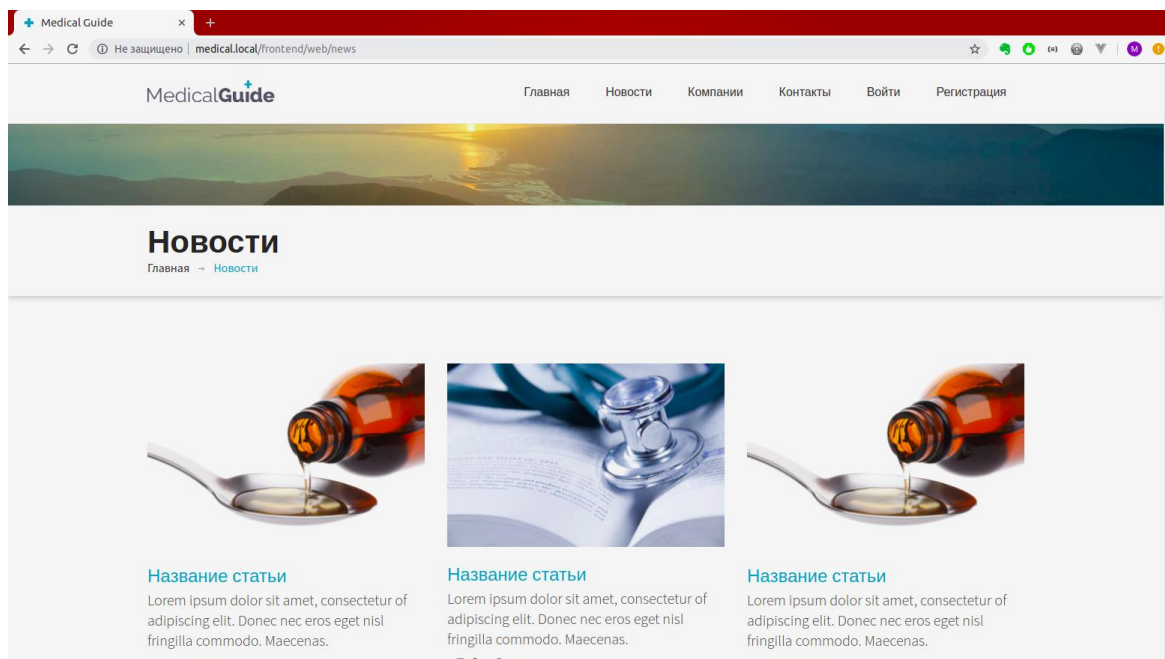 Medical Guide
Не защищено | medical.local/frontend/web/news
MedicalGuide
Главная Новости Компании Контакты Войти Регистрация
Новости
Главная → Новости
Название статьи
Lorem ipsum dolor sit amet, consectetur of
adipiscing elit. Donec nec eros eget nisl
fringilla commodo. Maecenas.
Название статьи
Lorem ipsum dolor sit amet, consectetur of
adipiscing elit. Donec nec eros eget nisl
fringilla commodo. Maecenas.
Название статьи
Lorem ipsum dolor sit amet, consectetur of
adipiscing elit. Donec nec eros eget nisl
fringilla commodo. Maecenas.